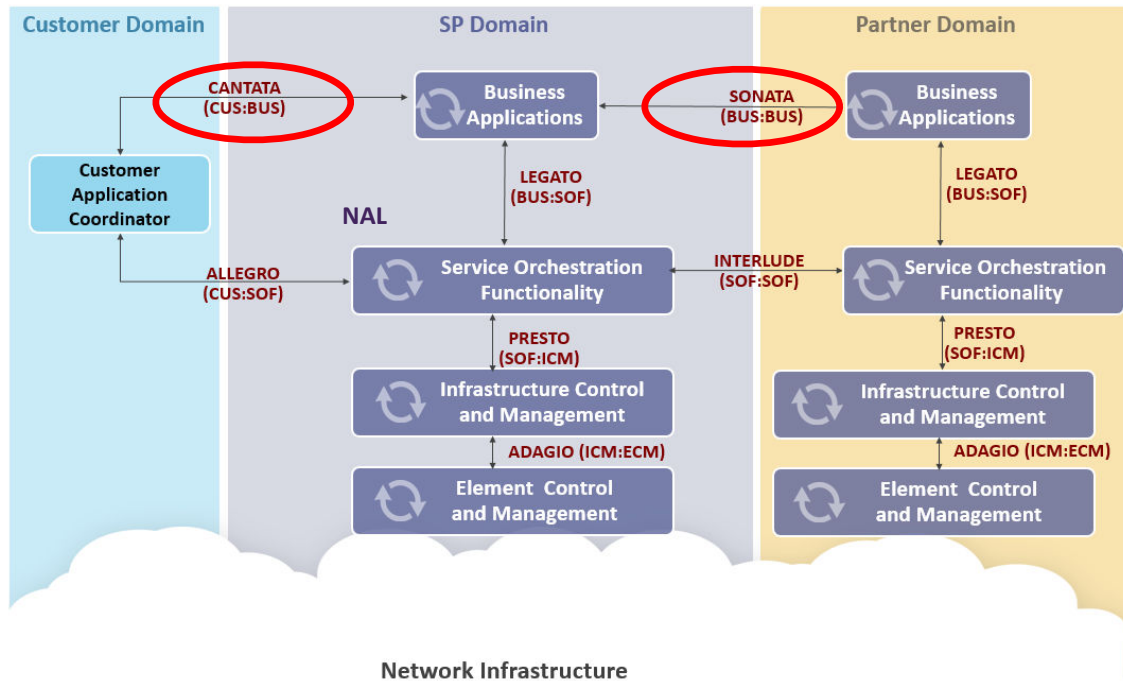 Customer Domain
SP Domain
Partner Domain
CANTATA
(CUS:BUS)
Business
Applications
SONATA
(BUS:BUS)
Business
Applications
Customer
Application
Coordinator
LEGATO
(BUS:SOF)
LEGATO
(BUS:SOF)
NAL
ALLEGRO
(CUS:SOF)
Service Orchestration
Functionality
INTERLUDE
(SOF:SOF)
Service Orchestration
Functionality
PRESTO
(SOF:ICM)
PRESTO
(SOF:ICM)
Infrastructure Control
and Management
Infrastructure Control
and Management
ADAGIO (ICM:ECM)
ADAGIO (ICM:ECM)
Element Control
and Management
Element Control
and Management
Network Infrastructure